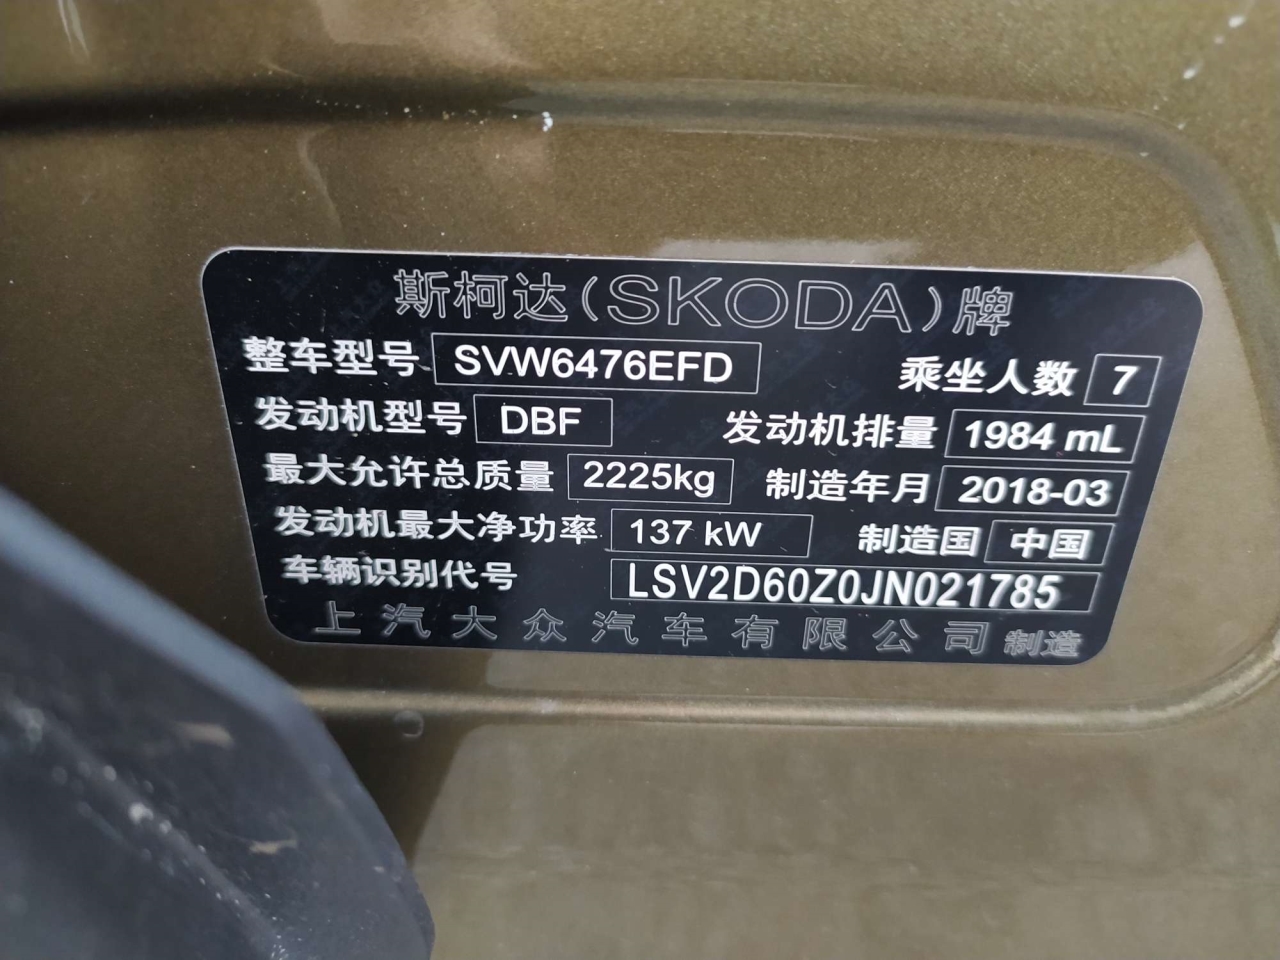 斯柯达(SKODA)牌
整车型号 SVW6476EFD 乘坐人数 7
发动机型号 DBF 发动机排量 1984 mL
最大允许总质量 2225kg 制造年月 2018-03
发动机最大净功率 137 kW 制造国 中国
车辆识别代号 LSV2D60Z0JN021785
上汽大众汽车有限公司 制造